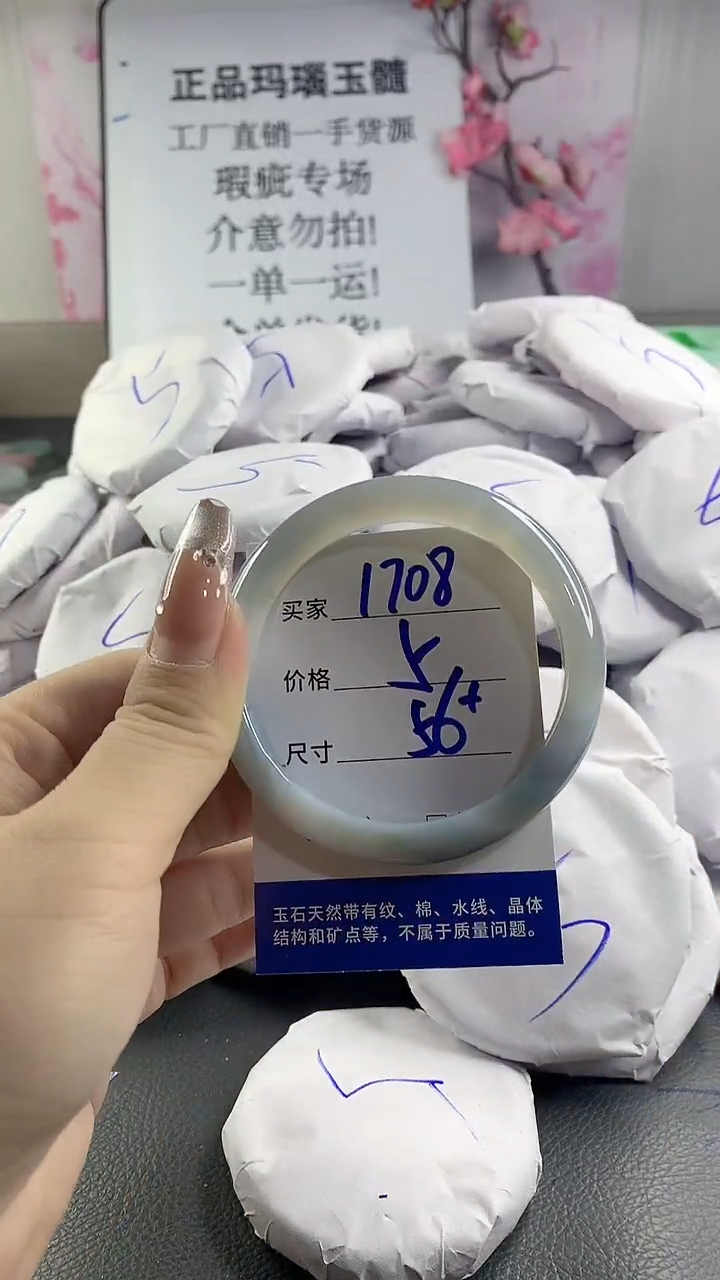 正品玛瑙玉髓
工厂直销一手货源
瑕疵专场
介意勿拍!
一单一运!
买家 1708
价格 5
尺寸 56+
玉石天然带有纹、棉、水线、晶体
结构和矿点等，不属于质量问题。